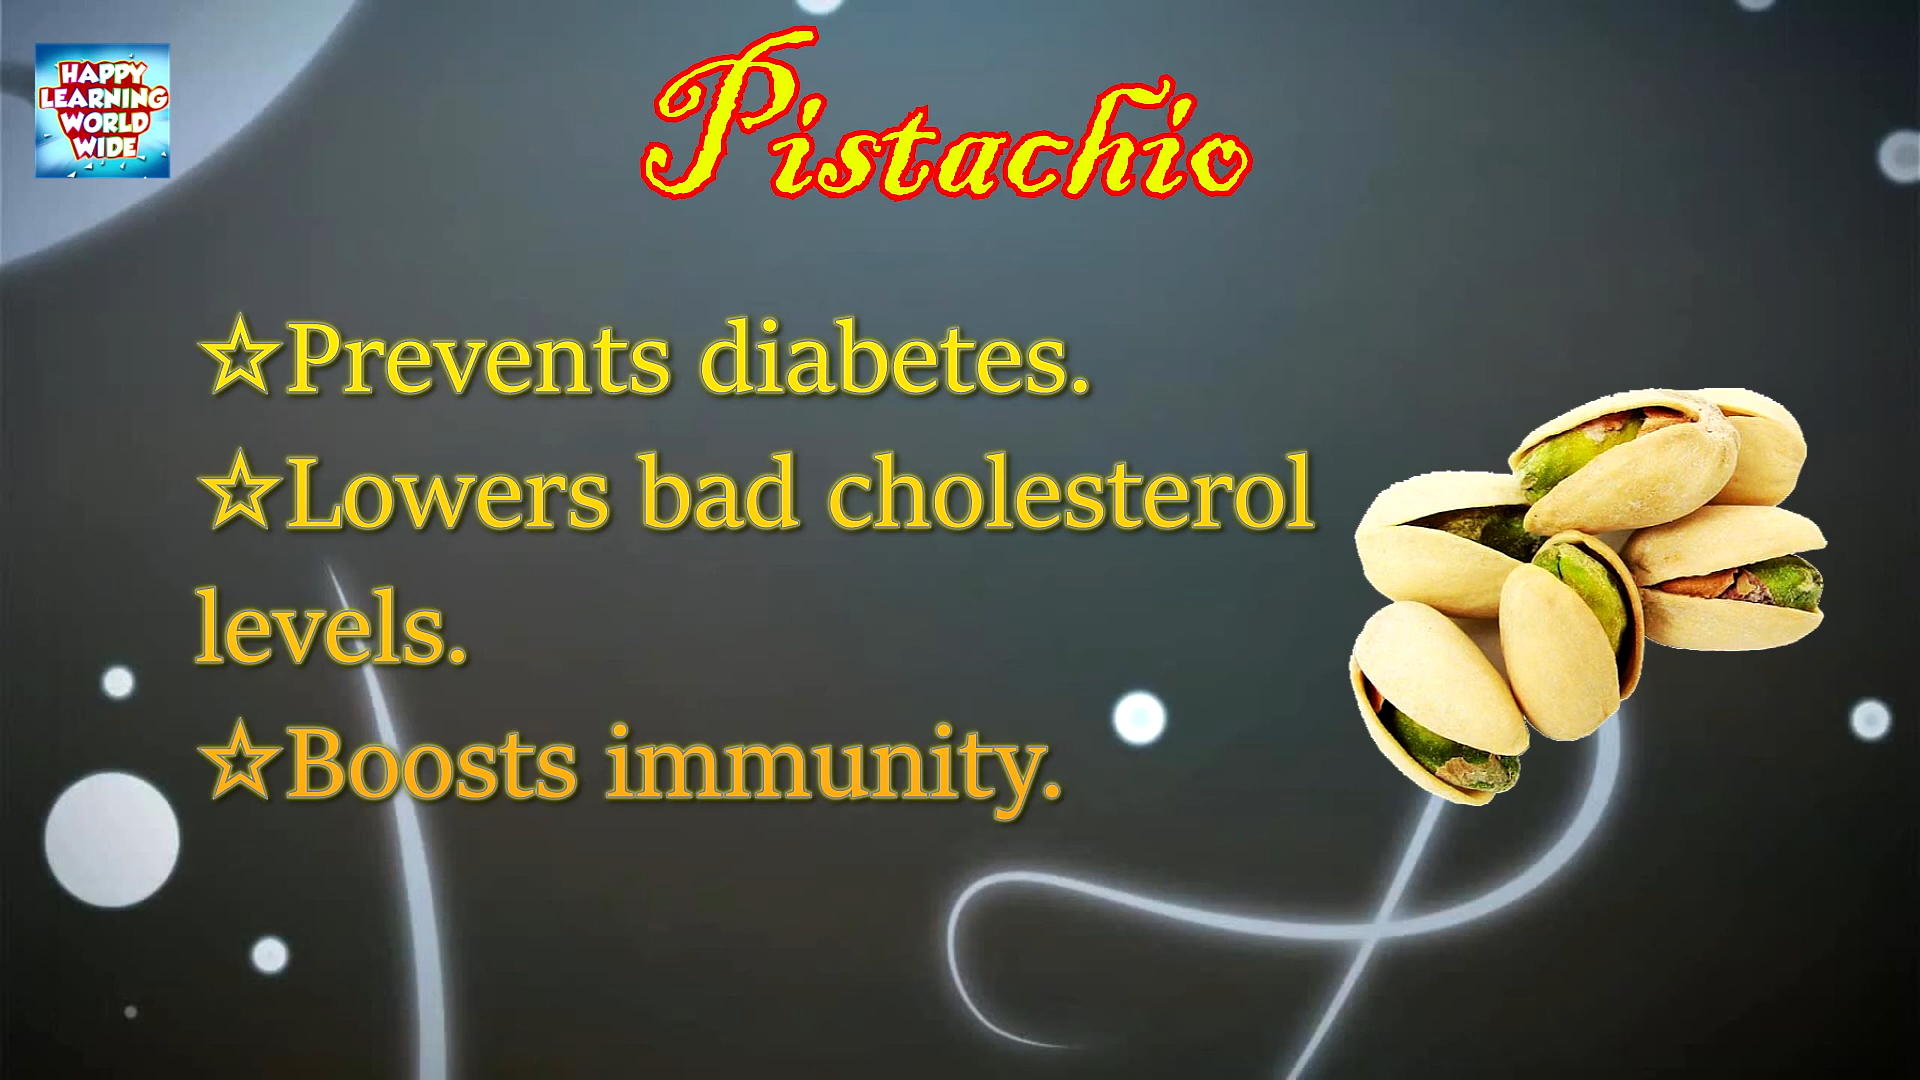 HAPPY
LEARNING
WORLD
WIDE
Pistachio
☆Prevents diabetes.
☆Lowers bad cholesterol
levels.
☆Boosts immunity.